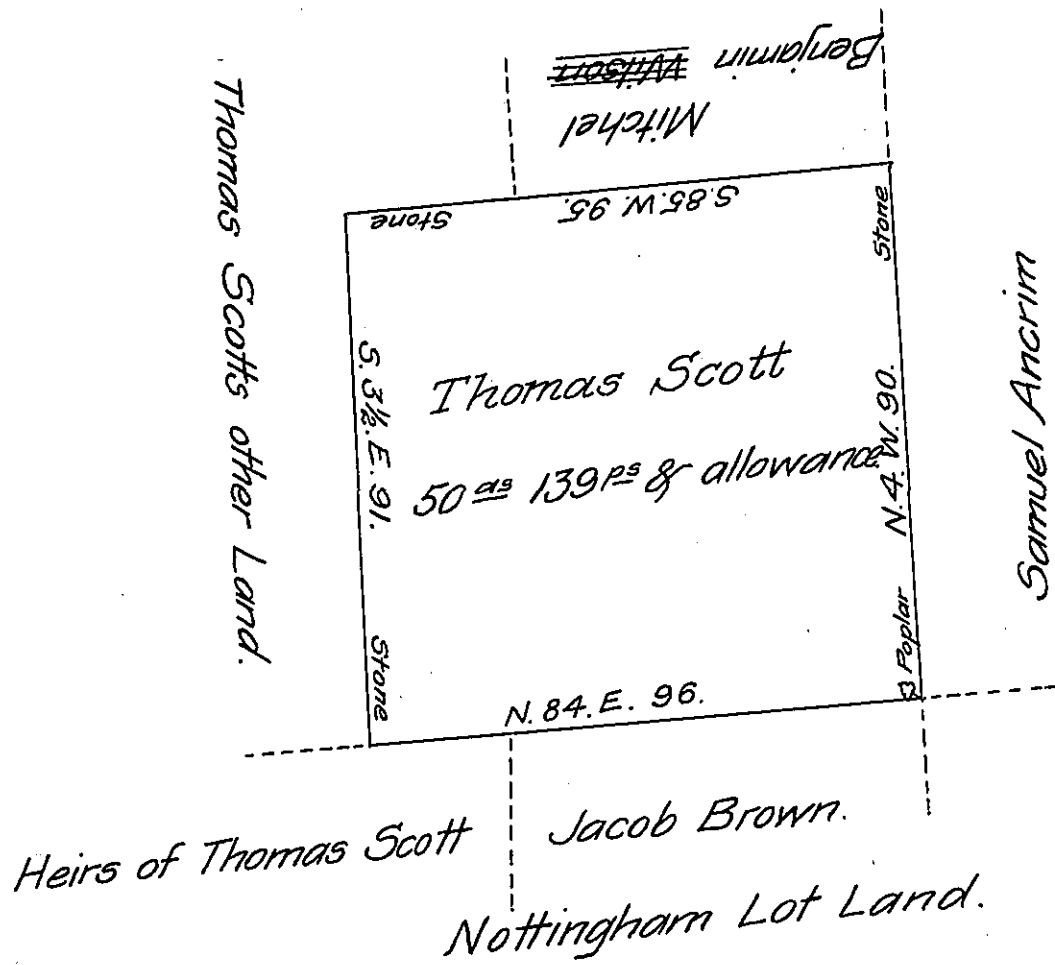 Benjamin Wilson
Mitchel
Thomas Scotts other Land.
Stone
S. 85. W. 95.
Stone
Samuel Ancrim
S. 3½. E. 91.
Thomas Scott
50 as 139 ps & allowance
N. 4. W. 90.
Stone
Poplar
N. 84. E. 96.
Heirs of Thomas Scott
Jacob Brown.
Nottingham Lot Land.